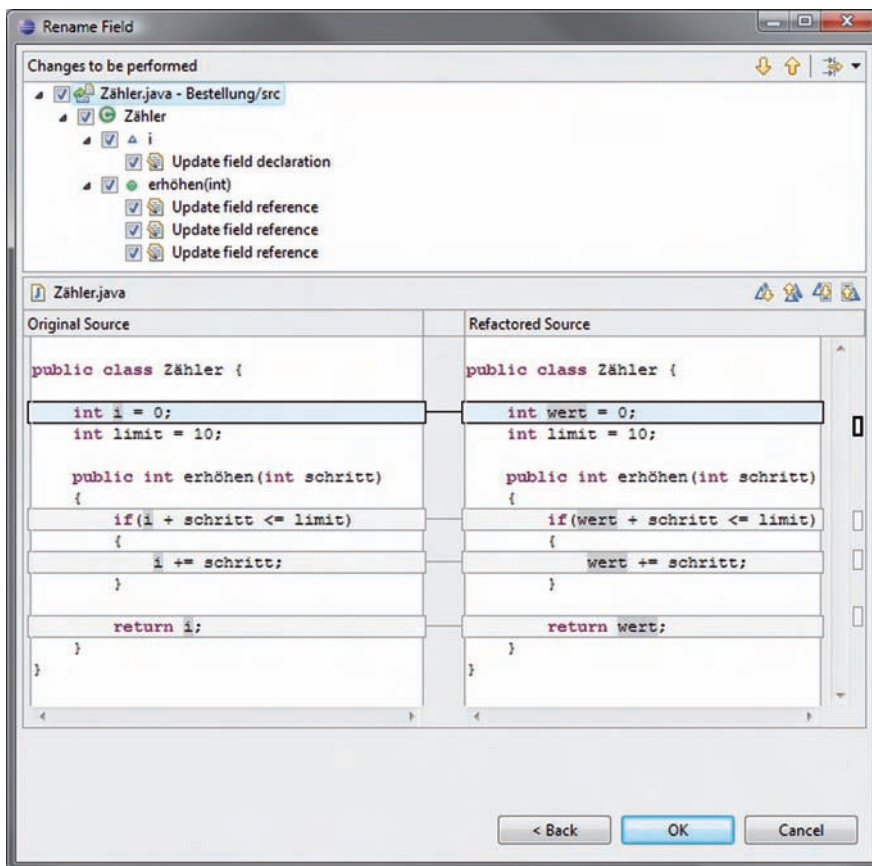 Rename Field
Changes to be performed
Zähler.java - Bestellung/src
Zähler
i
Update field declaration
erhöhen(int)
Update field reference
Update field reference
Update field reference
Zähler.java
Original Source
Refactored Source
public class Zähler {
int i = 0;
int limit = 10;
public int erhöhen(int schritt)
{
if(i + schritt <= limit)
{
i += schritt;
}
return i;
}
}
public class Zähler {
int wert = 0;
int limit = 10;
public int erhöhen(int schritt)
{
if(wert + schritt <= limit)
{
wert += schritt;
}
return wert;
}
}
< Back
OK
Cancel